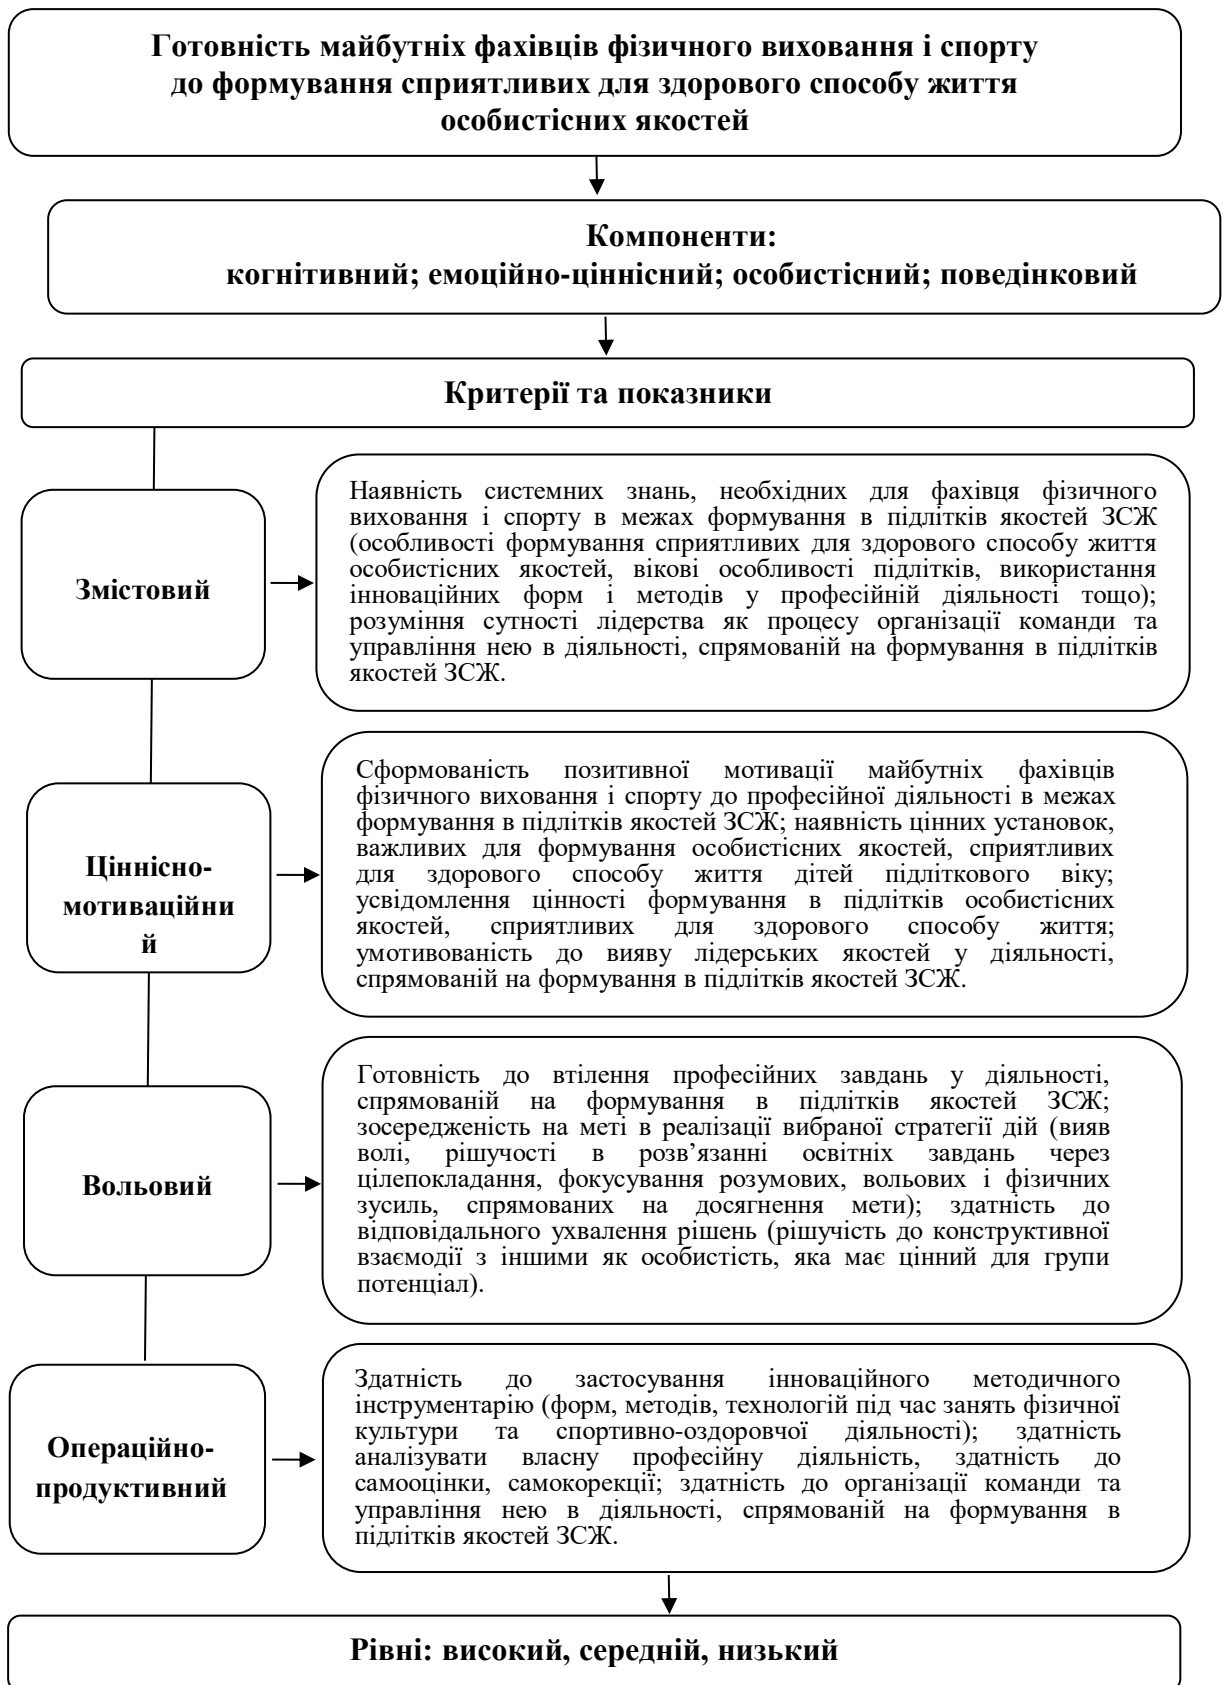 Готовність майбутніх фахівців фізичного виховання і спорту
до формування сприятливих для здорового способу життя
особистісних якостей
Компоненти:
когнітивний; емоційно-ціннісний; особистісний; поведінковий
Критерії та показники
Змістовий
Наявність системних знань, необхідних для фахівця фізичного
виховання і спорту в межах формування в підлітків якостей ЗСЖ
(особливості формування сприятливих для здорового способу життя
особистісних якостей, вікові особливості підлітків, використання
інноваційних форм і методів у професійній діяльності тощо);
розуміння сутності лідерства як процесу організації команди та
управління нею в діяльності, спрямованій на формування в підлітків
якостей ЗСЖ.
Ціннісно-
мотиваційни
й
Сформованість позитивної мотивації майбутніх фахівців
фізичного виховання і спорту до професійної діяльності в межах
формування в підлітків якостей ЗСЖ; наявність цінних установок,
важливих для формування особистісних якостей, сприятливих
для здорового способу життя дітей підліткового віку;
усвідомлення цінності формування в підлітків особистісних
якостей, сприятливих для здорового способу життя;
умотивованість до вияву лідерських якостей у діяльності,
спрямованій на формування в підлітків якостей ЗСЖ.
Вольовий
Готовність до втілення професійних завдань у діяльності,
спрямованій на формування в підлітків якостей ЗСЖ;
зосередженість на меті в реалізації вибраної стратегії дій (вияв
волі, рішучості в розв’язанні освітніх завдань через
цілепокладання, фокусування розумових, вольових і фізичних
зусиль, спрямованих на досягнення мети); здатність до
відповідального ухвалення рішень (рішучість до конструктивної
взаємодії з іншими як особистість, яка має цінний для групи
потенціал).
Операційно-
продуктивний
Здатність до застосування інноваційного методичного
інструментарію (форм, методів, технологій під час занять фізичної
культури та спортивно-оздоровчої діяльності); здатність
аналізувати власну професійну діяльність, здатність до
самооцінки, самокорекції; здатність до організації команди та
управління нею в діяльності, спрямованій на формування в
підлітків якостей ЗСЖ.
Рівні: високий, середній, низький